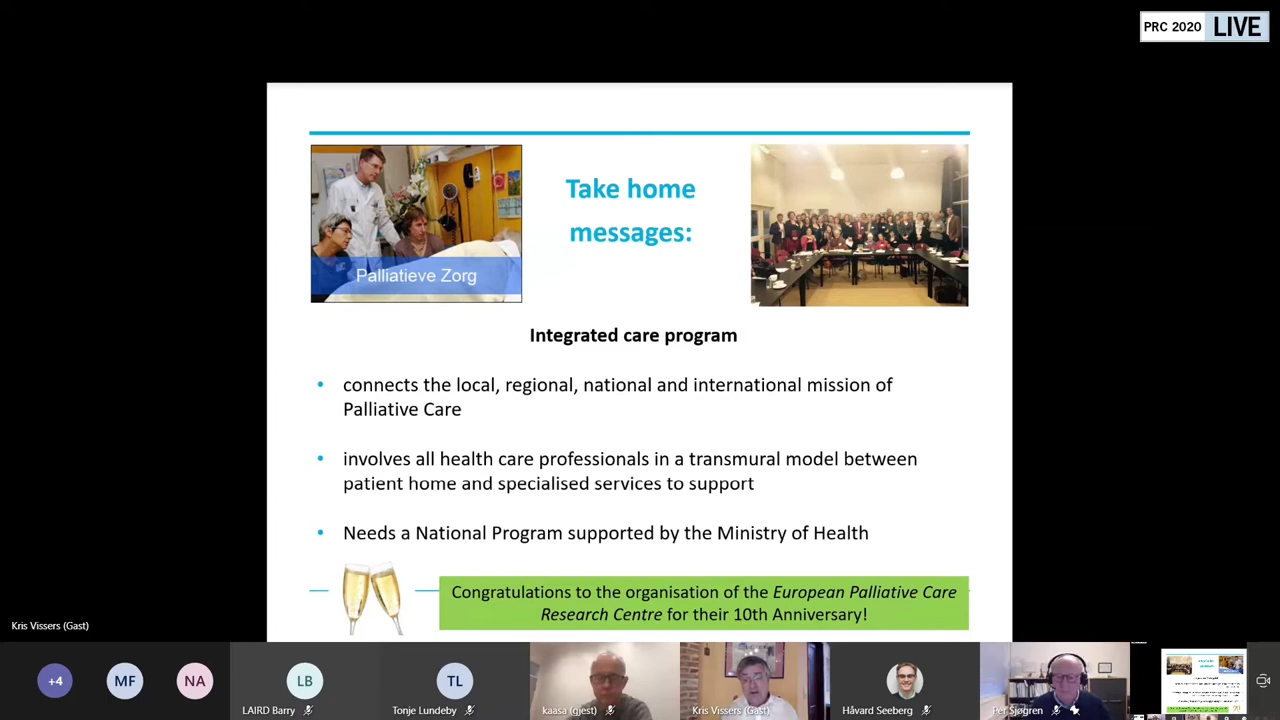 PRC 2020 LIVE
Take home
messages:
Palliatieve Zorg
Integrated care program
• connects the local, regional, national and international mission of
Palliative Care
• involves all health care professionals in a transmural model between
patient home and specialised services to support
• Needs a National Program supported by the Ministry of Health
Congratulations to the organisation of the European Palliative Care
Research Centre for their 10th Anniversary!
Kris Vissers (Gast)
+4
MF
NA
LB
TL
LAIRD Barry
Tonje Lundeby
kaasa (gjest)
Kris Vissers (Gast)
Håvard Seeberg
Per Sjøgren